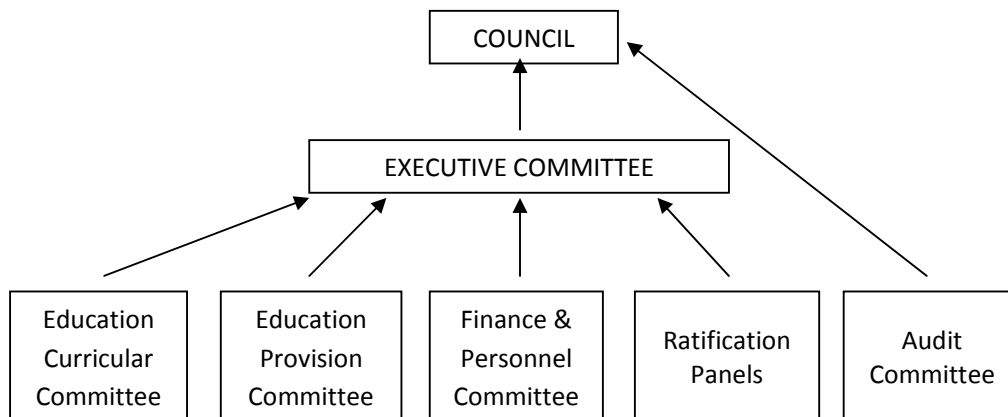 COUNCIL
EXECUTIVE COMMITTEE
Education
Curricular
Committee
Education
Provision
Committee
Finance &
Personnel
Committee
Ratification
Panels
Audit
Committee